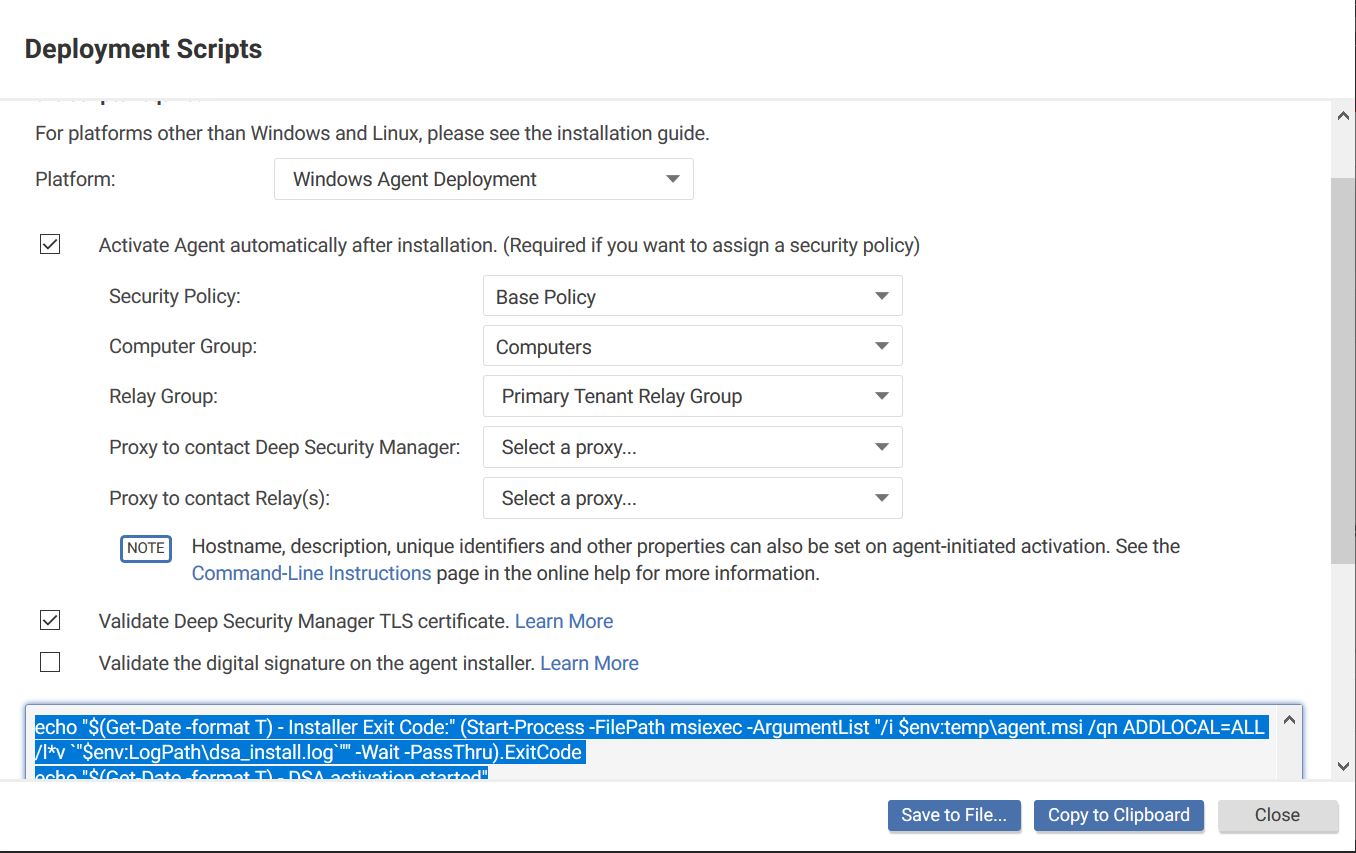 Deployment Scripts
For platforms other than Windows and Linux, please see the installation guide.
Platform:
Windows Agent Deployment
Activate Agent automatically after installation. (Required if you want to assign a security policy)
Security Policy:
Base Policy
Computer Group:
Computers
Relay Group:
Primary Tenant Relay Group
Proxy to contact Deep Security Manager:
Select a proxy...
Proxy to contact Relay(s):
Select a proxy...
NOTE
Hostname, description, unique identifiers and other properties can also be set on agent-initiated activation. See the
Command-Line Instructions page in the online help for more information.
Validate Deep Security Manager TLS certificate. Learn More
Validate the digital signature on the agent installer. Learn More
echo "$(Get-Date -format T) - Installer Exit Code:" (Start-Process -FilePath msiexec -ArgumentList "/i $env:temp\agent.msi /qn ADDLOCAL=ALL
/l*v `"$env:LogPath\dsa_install.log`"" -Wait -PassThru).ExitCode
echo "$(Get-Date -format T) - DSA activation started"
Save to File...
Copy to Clipboard
Close